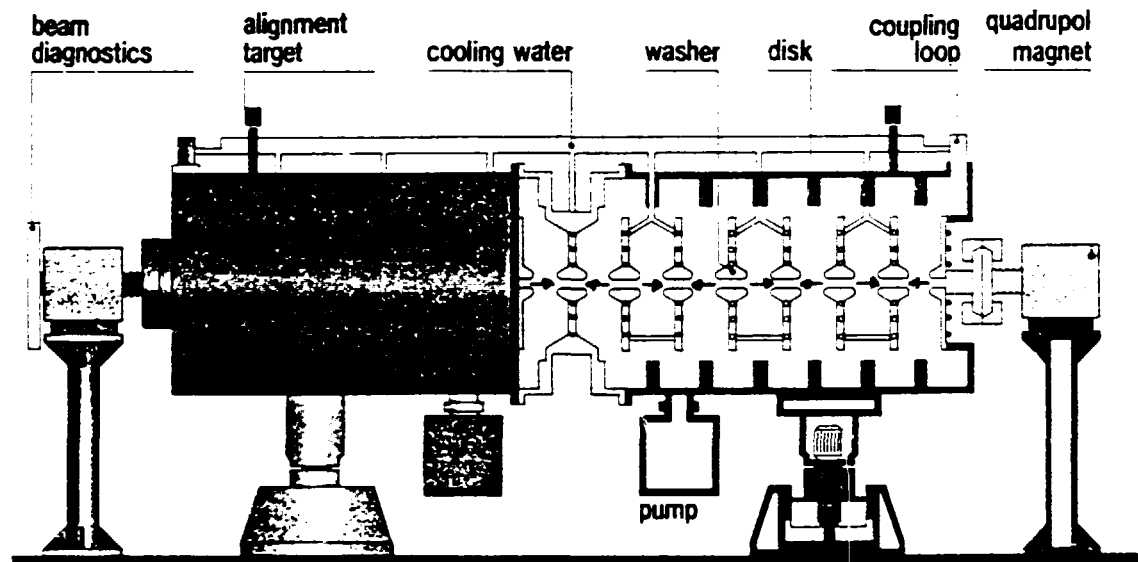 beam
diagnostics
alignment
target
cooling water
washer
disk
coupling
loop
quadrupol
magnet
pump